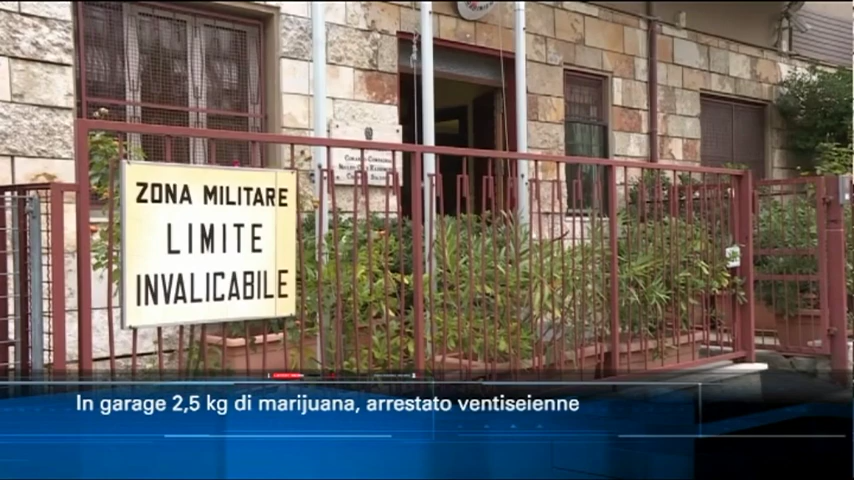 ZONA MILITARE
LIMITE
INVALICABILE
In garage 2,5 kg di marijuana, arrestato ventiseienne